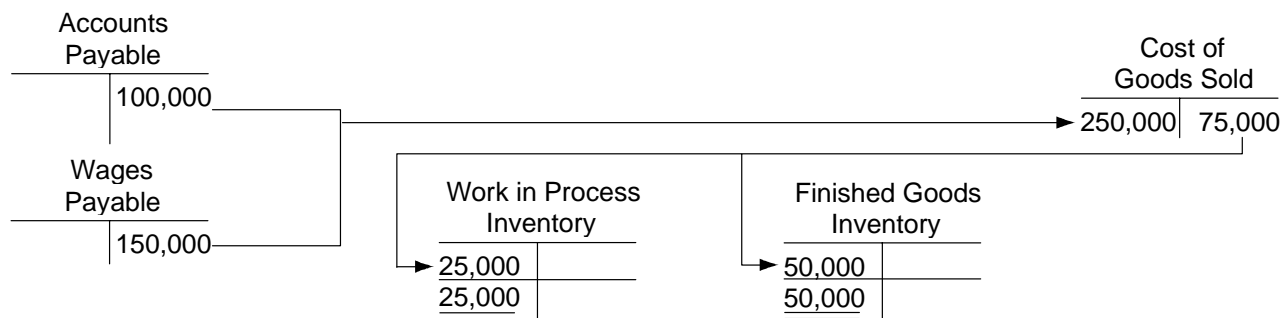 Accounts
Payable
100,000
Cost of
Goods Sold
250,000 75,000
Wages
Payable
150,000
Work in Process
Inventory
25,000
25,000
Finished Goods
Inventory
50,000
50,000